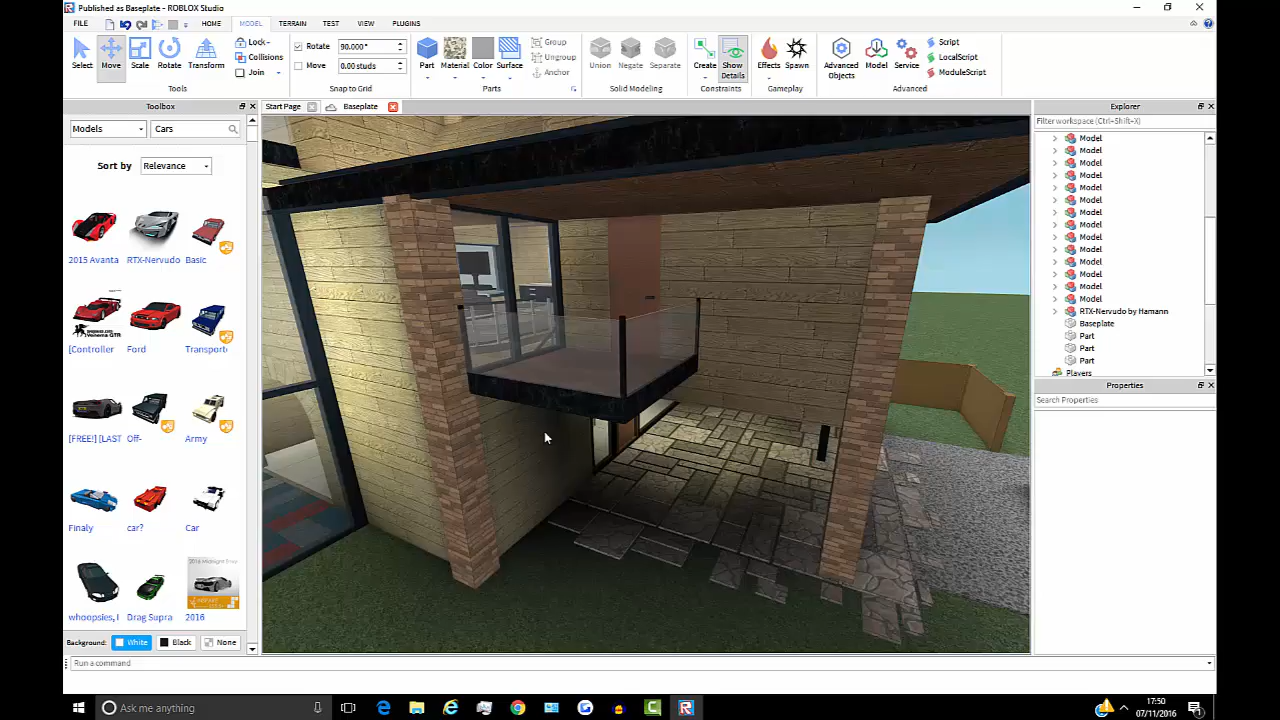 Published as Baseplate - ROBLOX Studio
FILE HOME MODEL TERRAIN TEST VIEW PLUGINS
Select Move Scale Rotate Transform
Lock
Collisions
Join
Tools
Rotate 90.000°
Move 0.00 studs
Snap to Grid
Part Material Color Surface
Group
Ungroup
Anchor
Parts
Union Negate Separate
Solid Modeling
Create Show Details
Constraints
Effects Spawn
Gameplay
Advanced Objects Model Service
Script
LocalScript
ModuleScript
Advanced
Toolbox
Start Page Baseplate
Explorer
Models Cars
Filter workspace (Ctrl+Shift+X)
Sort by Relevance
2015 Avanta RTX-Nervudo Basic
[Controller Ford Transport
[FREE!] [LAST Off- Army
Finaly car? Car
whoopsies, I Drag Supra 2016
Background: White Black None
Model
Model
Model
Model
Model
Model
Model
Model
Model
Model
Model
Model
Model
Model
RTX-Nervudo by Hamann
Baseplate
Part
Part
Part
Players
Properties
Search Properties
Run a command
Ask me anything
17:50
07/11/2016